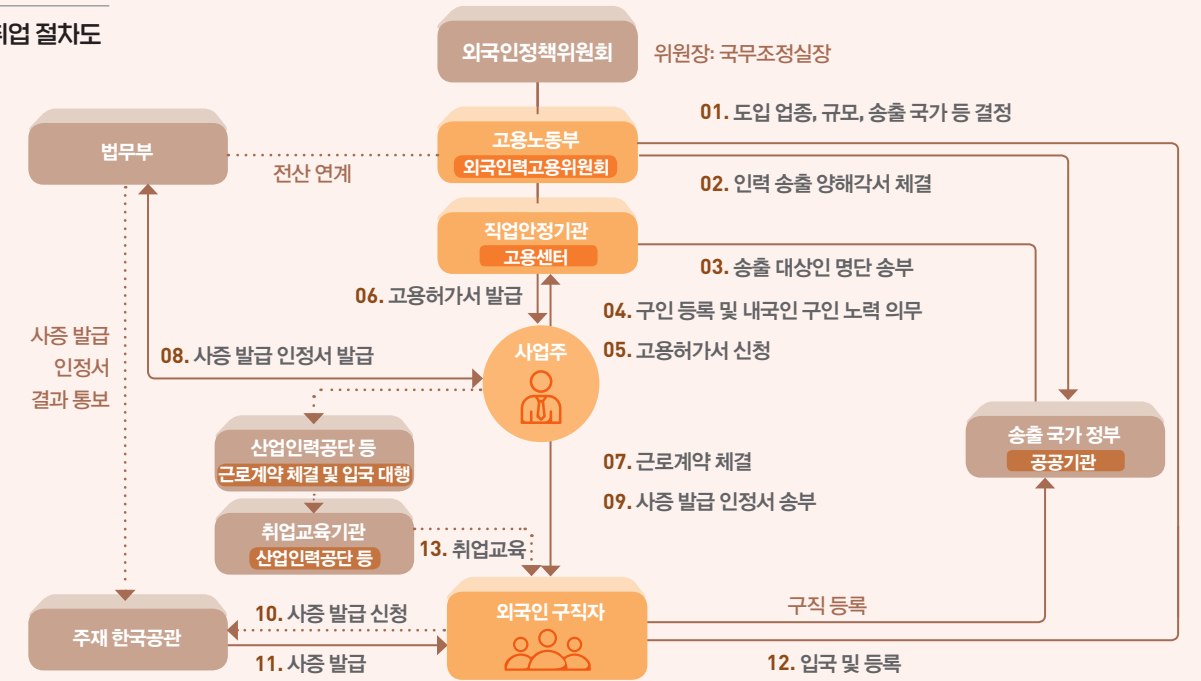 취업 절차도
외국인정책위원회
위원장: 국무조정실장
01. 도입 업종, 규모, 송출 국가 등 결정
고용노동부
외국인력고용위원회
법무부
전산 연계
02. 인력 송출 양해각서 체결
직업안정기관
고용센터
03. 송출 대상인 명단 송부
06. 고용허가서 발급
04. 구인 등록 및 내국인 구인 노력 의무
05. 고용허가서 신청
사업주
사증 발급
인정서
결과 통보
08. 사증 발급 인정서 발급
산업인력공단 등
근로계약 체결 및 입국 대행
송출 국가 정부
공공기관
07. 근로계약 체결
09. 사증 발급 인정서 송부
취업교육기관
산업인력공단 등
13. 취업교육
10. 사증 발급 신청
외국인 구직자
구직 등록
주재 한국공관
11. 사증 발급
12. 입국 및 등록